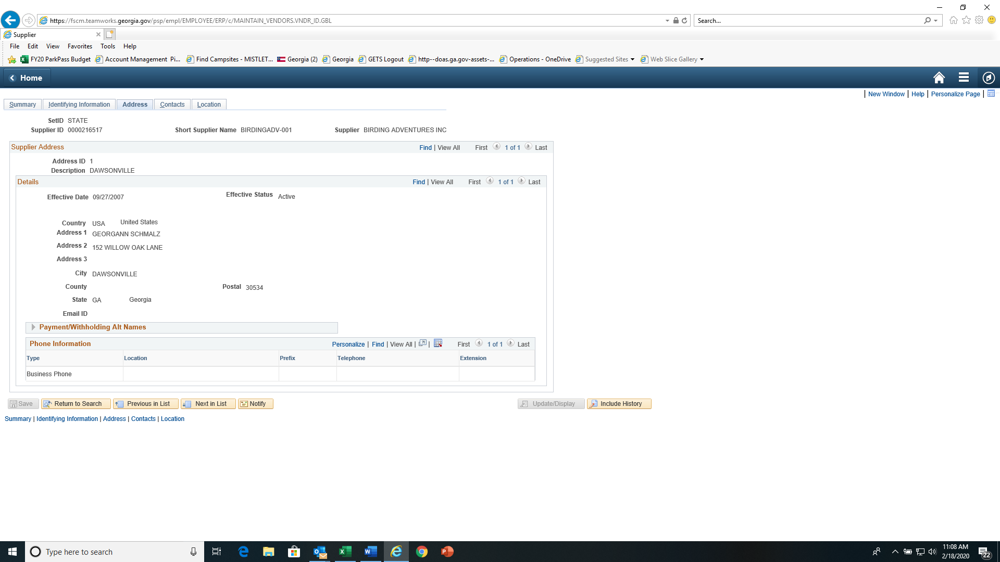 https://fscm.teamworks.georgia.gov/psp/empl/EMPLOYEE/ERP/c/MAINTAIN_VENDORS.VNDR_ID.GBL
Search...
Supplier
File Edit View Favorites Tools Help
FY20 ParkPass Budget Account Management Pi... Find Campsites - MISTLET... Georgia (2) Georgia GETS Logout http--doas.ga.gov-assets-... Operations - OneDrive Suggested Sites Web Slice Gallery
Home
New Window | Help | Personalize Page |
Summary Identifying Information Address Contacts Location
SetID STATE
Supplier ID 0000216517 Short Supplier Name BIRDINGADV-001 Supplier BIRDING ADVENTURES INC
Supplier Address Find | View All First 1 of 1 Last
Address ID 1
Description DAWSONVILLE
Details Find | View All First 1 of 1 Last
Effective Date 09/27/2007 Effective Status Active
Country USA United States
Address 1 GEORGANN SCHMALZ
Address 2 152 WILLOW OAK LANE
Address 3
City DAWSONVILLE
County Postal 30534
State GA Georgia
Email ID
Payment/Withholding Alt Names
Phone Information Personalize | Find | View All | | First 1 of 1 Last
Type Location Prefix Telephone Extension
Business Phone
Save Return to Search Previous in List Next in List Notify Update/Display Include History
Summary | Identifying Information | Address | Contacts | Location
Type here to search
11:08 AM
2/18/2020
22